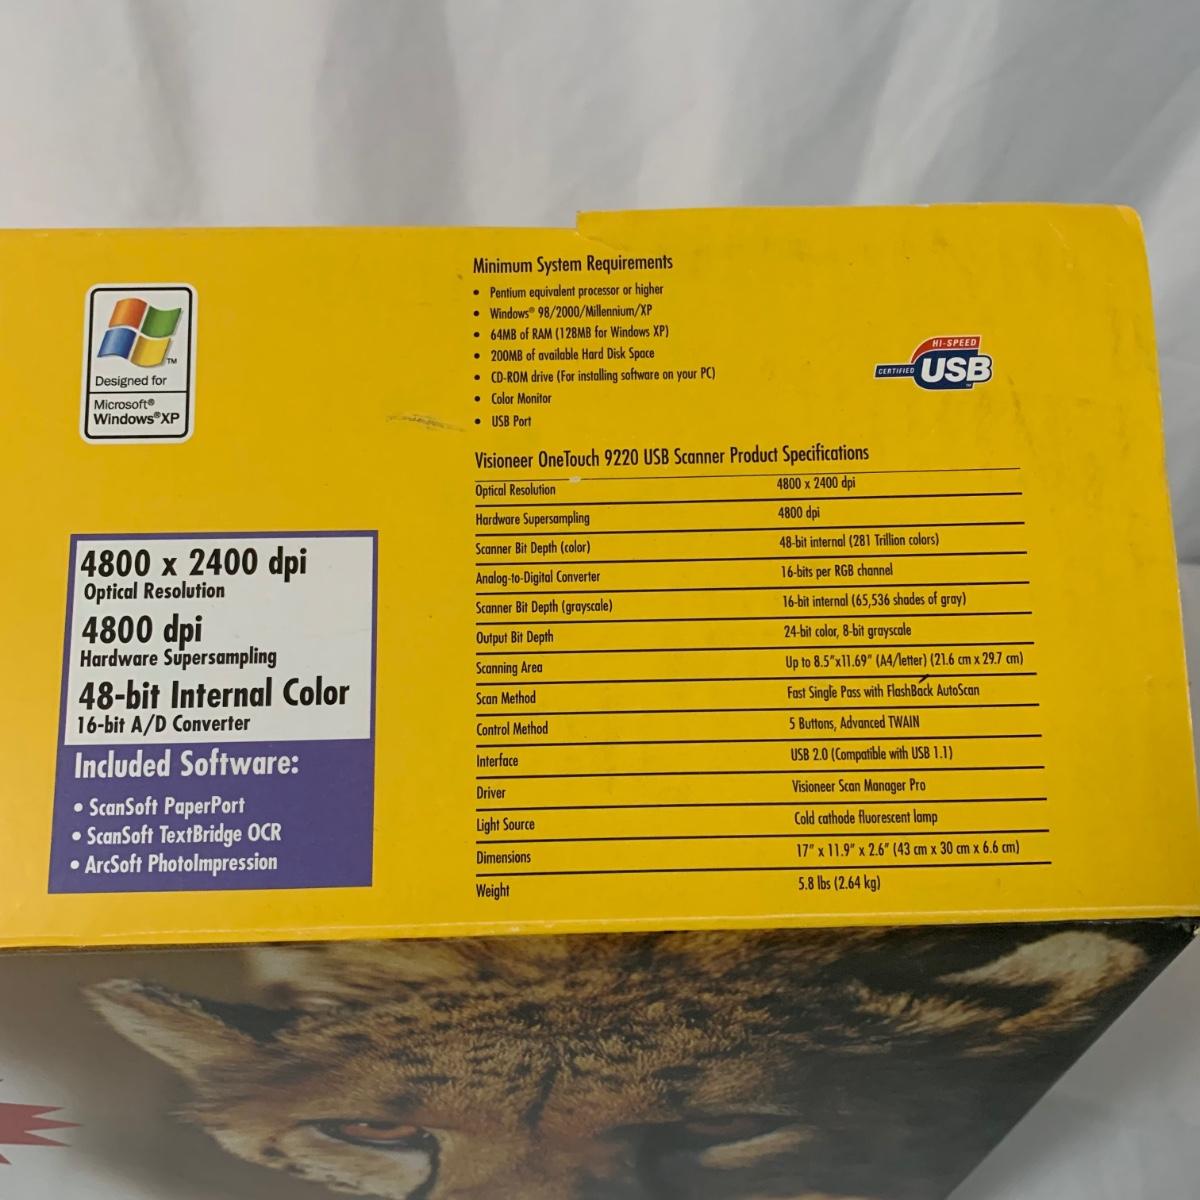 TM
Designed for
Microsoft®
Windows®XP
4800 x 2400 dpi
Optical Resolution
4800 dpi
Hardware Supersampling
48-bit Internal Color
16-bit A/D Converter
Included Software:
• ScanSoft PaperPort
• ScanSoft TextBridge OCR
• ArcSoft PhotoImpression
Minimum System Requirements
• Pentium equivalent processor or higher
• Windows® 98/2000/Millennium/XP
• 64MB of RAM (128MB for Windows XP)
• 200MB of available Hard Disk Space
• CD-ROM drive (For installing software on your PC)
• Color Monitor
• USB Port
HI-SPEED
CERTIFIED USB
Visioneer OneTouch 9220 USB Scanner Product Specifications
Optical Resolution 4800 x 2400 dpi
Hardware Supersampling 4800 dpi
Scanner Bit Depth (color) 48-bit internal (281 Trillion colors)
Analog-to-Digital Converter 16-bits per RGB channel
Scanner Bit Depth (grayscale) 16-bit internal (65,536 shades of gray)
Output Bit Depth 24-bit color, 8-bit grayscale
Scanning Area Up to 8.5"x11.69" (A4/letter) (21.6 cm x 29.7 cm)
Scan Method Fast Single Pass with FlashBack AutoScan
Control Method 5 Buttons, Advanced TWAIN
Interface USB 2.0 (Compatible with USB 1.1)
Driver Visioneer Scan Manager Pro
Light Source Cold cathode fluorescent lamp
Dimensions 17" x 11.9" x 2.6" (43 cm x 30 cm x 6.6 cm)
Weight 5.8 lbs (2.64 kg)